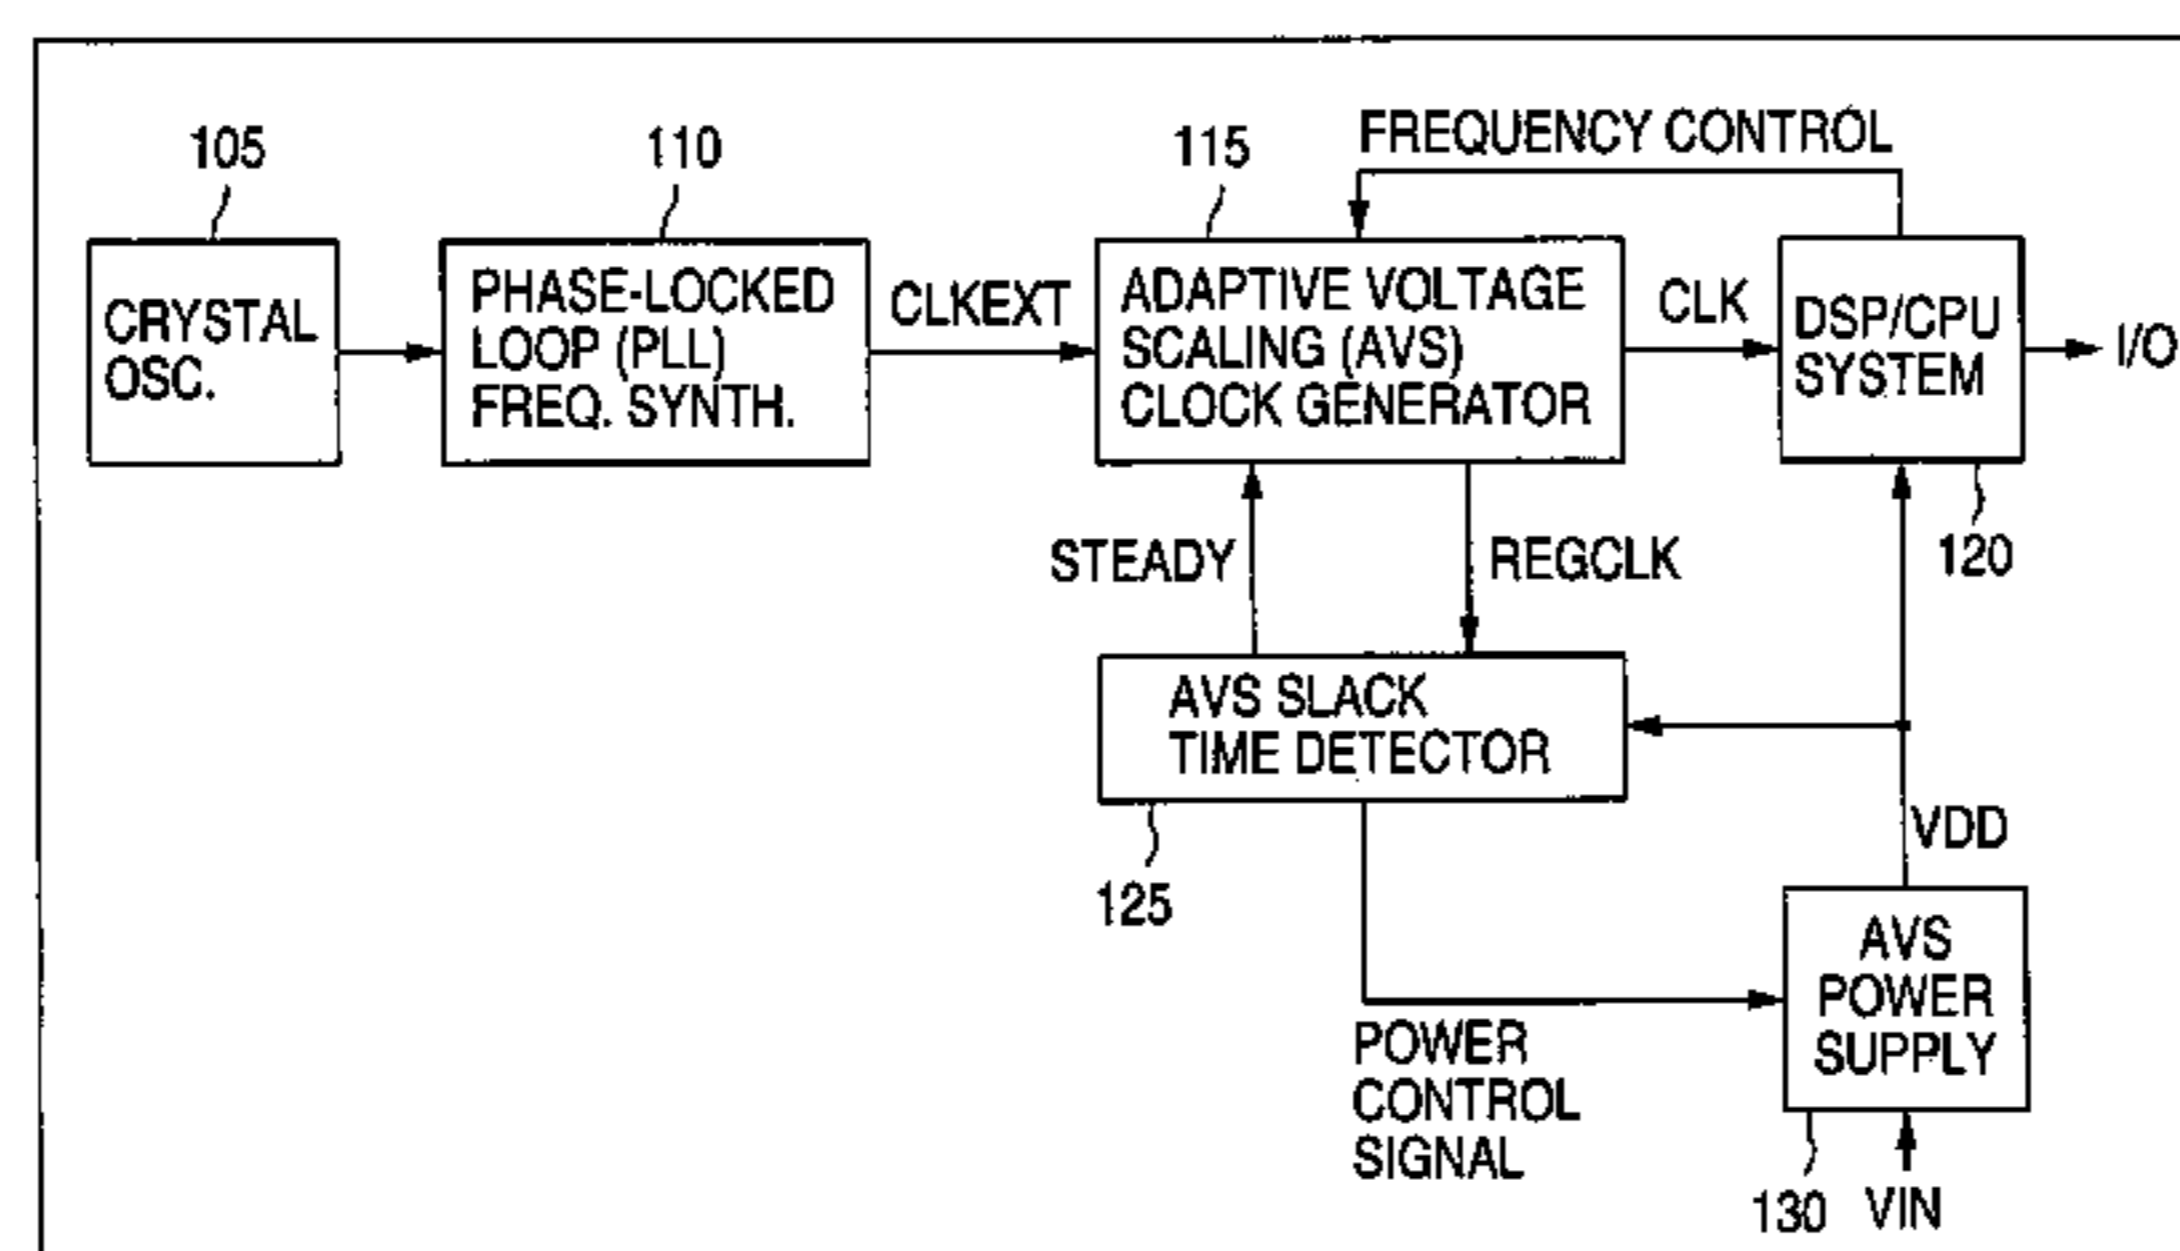 105
110
115
FREQUENCY CONTROL
CRYSTAL
OSC.
PHASE-LOCKED
LOOP (PLL)
FREQ. SYNTH.
CLKEXT
ADAPTIVE VOLTAGE
SCALING (AVS)
CLOCK GENERATOR
CLK
DSP/CPU
SYSTEM
I/O
STEADY
REGCLK
120
AVS SLACK
TIME DETECTOR
125
VDD
AVS
POWER
SUPPLY
POWER
CONTROL
SIGNAL
130
VIN